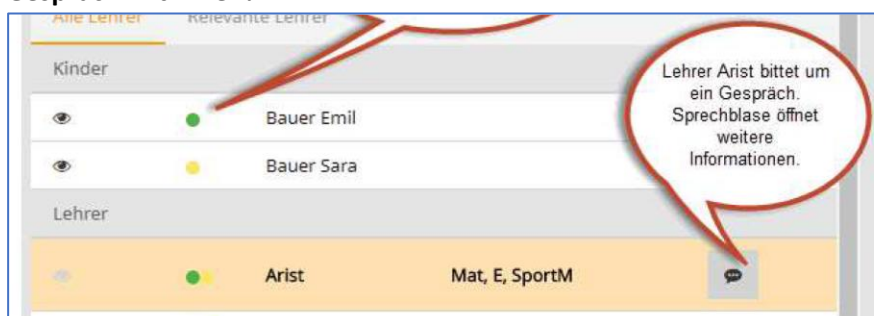 Alle Lehrer Relevante Lehrer
Kinder
Bauer Emil
Bauer Sara
Lehrer
Arist Mat, E, SportM
Lehrer Arist bittet um
ein Gespräch.
Sprechblase öffnet
weitere
Informationen.